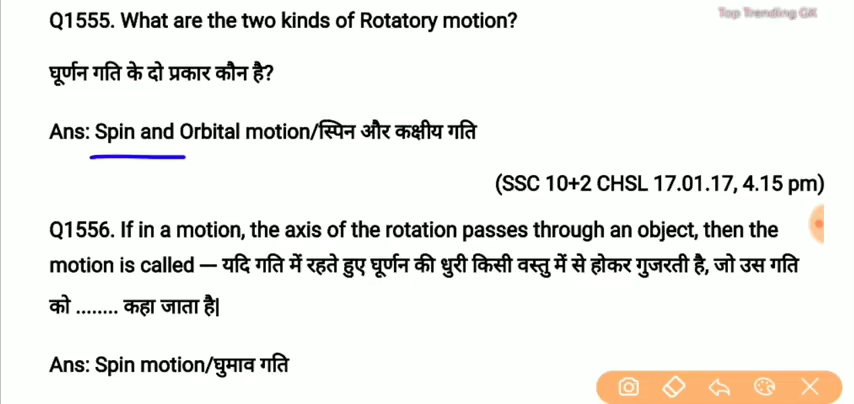 Top Trending GK
Q1555. What are the two kinds of Rotatory motion?
घूर्णन गति के दो प्रकार कौन है?
Ans: Spin and Orbital motion/स्पिन और कक्षीय गति
(SSC 10+2 CHSL 17.01.17, 4.15 pm)
Q1556. If in a motion, the axis of the rotation passes through an object, then the
motion is called — यदि गति में रहते हुए घूर्णन की धुरी किसी वस्तु में से होकर गुजरती है, जो उस गति
को ........ कहा जाता है|
Ans: Spin motion/घुमाव गति